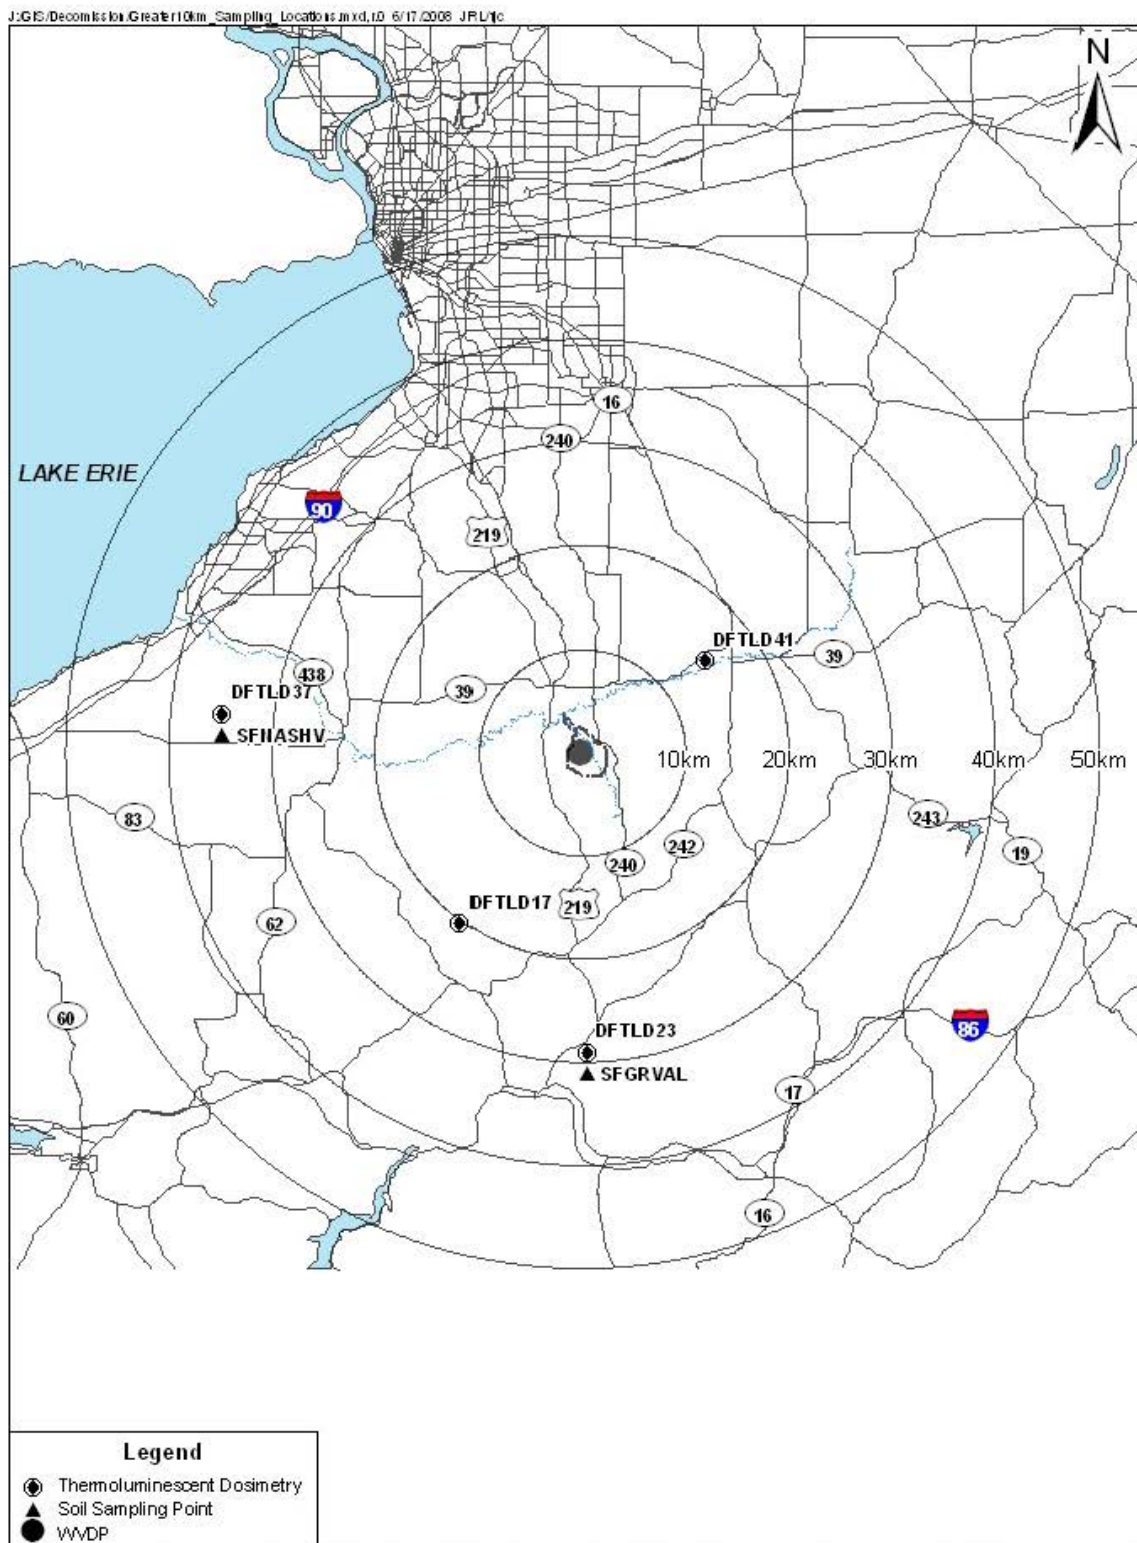 J:GIS/Decomission/Greater10km_Sampling_Locations.mxd,r.0 6/17/2008 JRL/tjc
N
16
240
LAKE ERIE
90
219
DFTLD41
39
438
39
DFTLD37
SFNASHV
10km
20km
30km
40km
50km
83
243
242
19
240
DFTLD17
219
62
60
86
DFTLD23
SFGRVAL
17
16
Legend
Thermoluminescent Dosimetry
Soil Sampling Point
WVDP